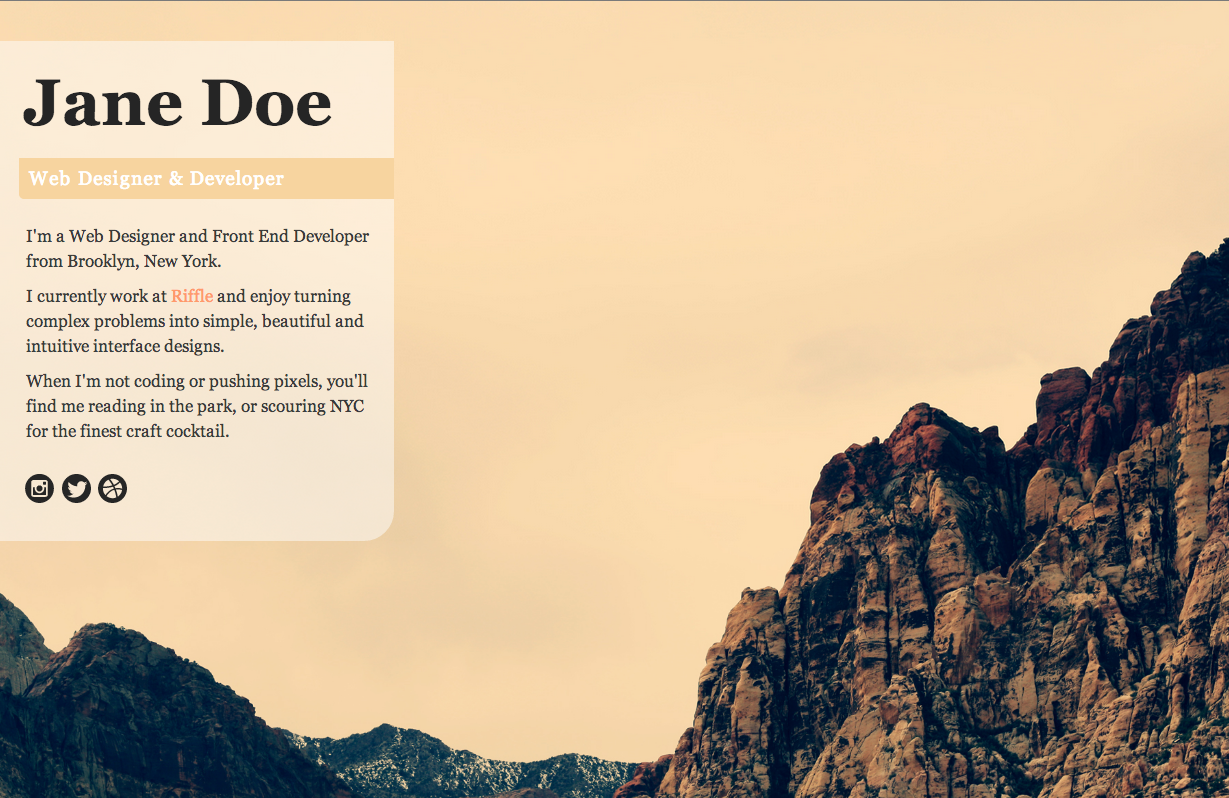 Jane Doe
Web Designer & Developer
I'm a Web Designer and Front End Developer
from Brooklyn, New York.
I currently work at Riffle and enjoy turning
complex problems into simple, beautiful and
intuitive interface designs.
When I'm not coding or pushing pixels, you'll
find me reading in the park, or scouring NYC
for the finest craft cocktail.